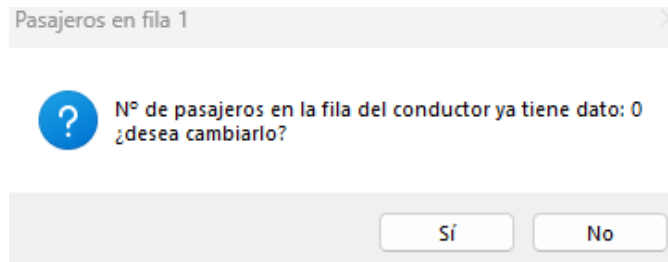 Pasajeros en fila 1
?
Nº de pasajeros en la fila del conductor ya tiene dato: 0
¿desea cambiarlo?
Sí
No